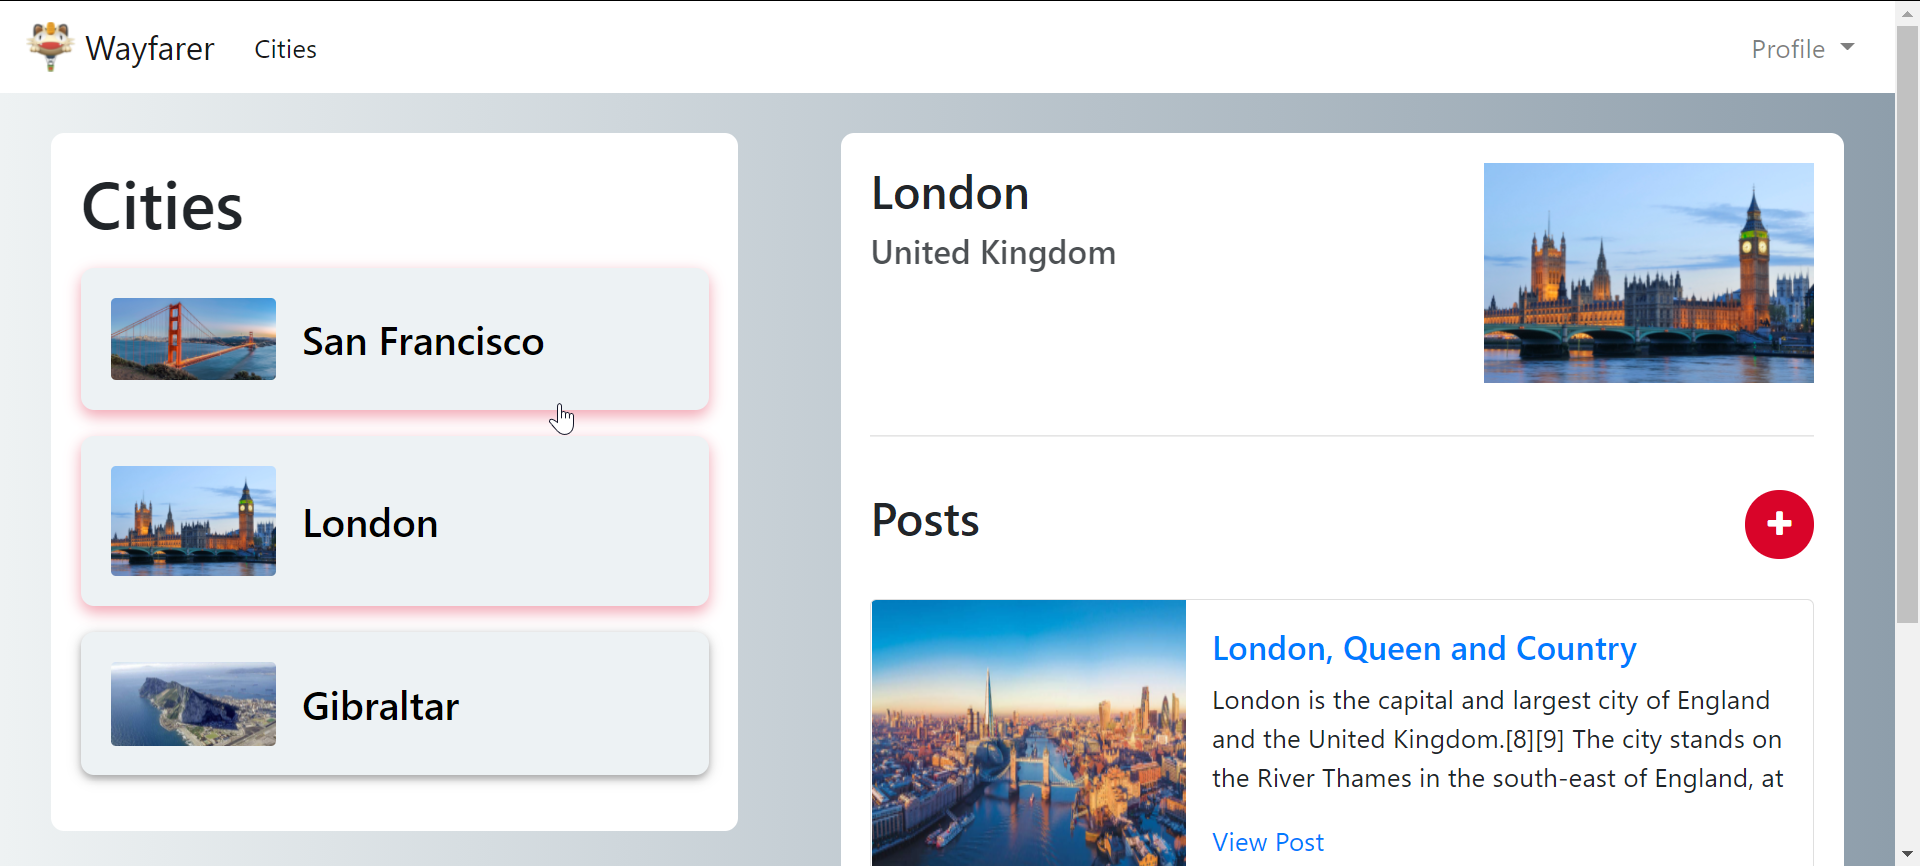 Wayfarer
Cities
Profile
Cities
San Francisco
London
Gibraltar
London
United Kingdom
Posts
London, Queen and Country
London is the capital and largest city of England
and the United Kingdom.[8][9] The city stands on
the River Thames in the south-east of England, at
View Post